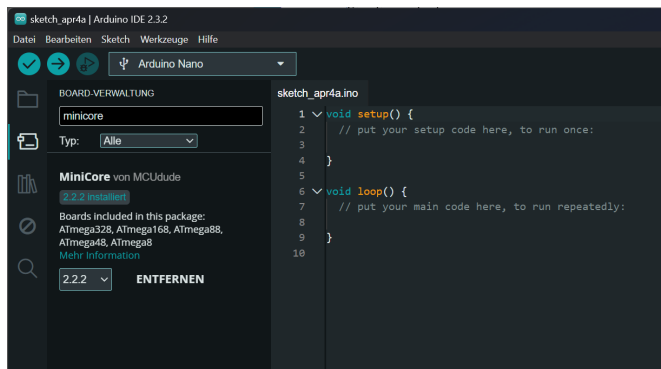 sketch_apr4a | Arduino IDE 2.3.2
Datei Bearbeiten Sketch Werkzeuge Hilfe
Arduino Nano
BOARD-VERWALTUNG
minicore
Typ: Alle
MiniCore von MCUdude
2.2.2 installiert
Boards included in this package:
ATmega328, ATmega168, ATmega88,
ATmega48, ATmega8
Mehr Information
2.2.2 ENTFERNEN
sketch_apr4a.ino
1 void setup() {
2 // put your setup code here, to run once:
3
4 }
5
6 void loop() {
7 // put your main code here, to run repeatedly:
8
9 }
10